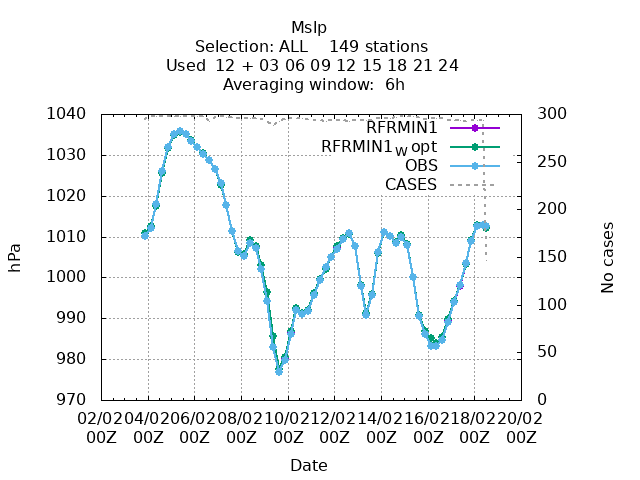 Mslp
Selection: ALL    149 stations
Used  12 + 03 06 09 12 15 18 21 24
Averaging window:  6h
1040
1030
1020
1010
1000
990
980
970
300
250
200
150
100
50
0
RFRMIN1
RFRMIN1wopt
OBS
CASES
hPa
No cases
02/02 04/02 06/02 08/02 10/02 12/02 14/02 16/02 18/02 20/02
00Z 00Z 00Z 00Z 00Z 00Z 00Z 00Z 00Z 00Z
Date